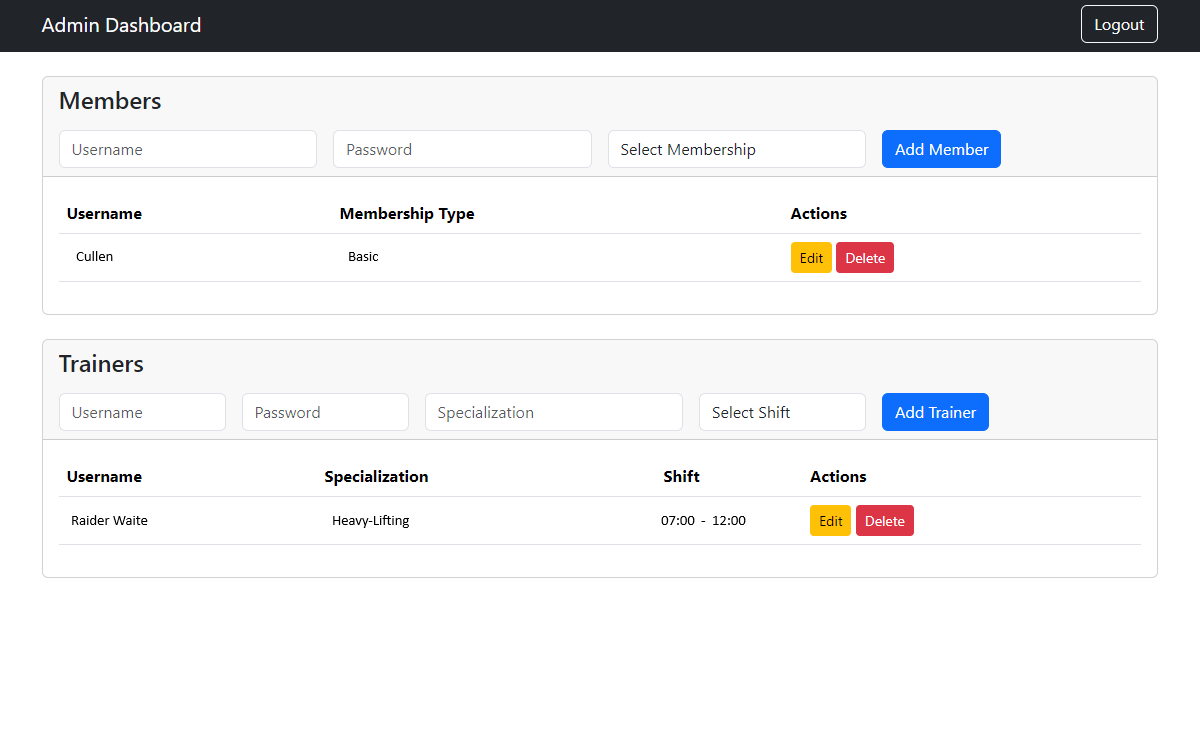 Admin Dashboard Logout
Members
Username Password Select Membership Add Member
Username Membership Type Actions
Cullen Basic Edit Delete
Trainers
Username Password Specialization Select Shift Add Trainer
Username Specialization Shift Actions
Raider Waite Heavy-Lifting 07:00 - 12:00 Edit Delete